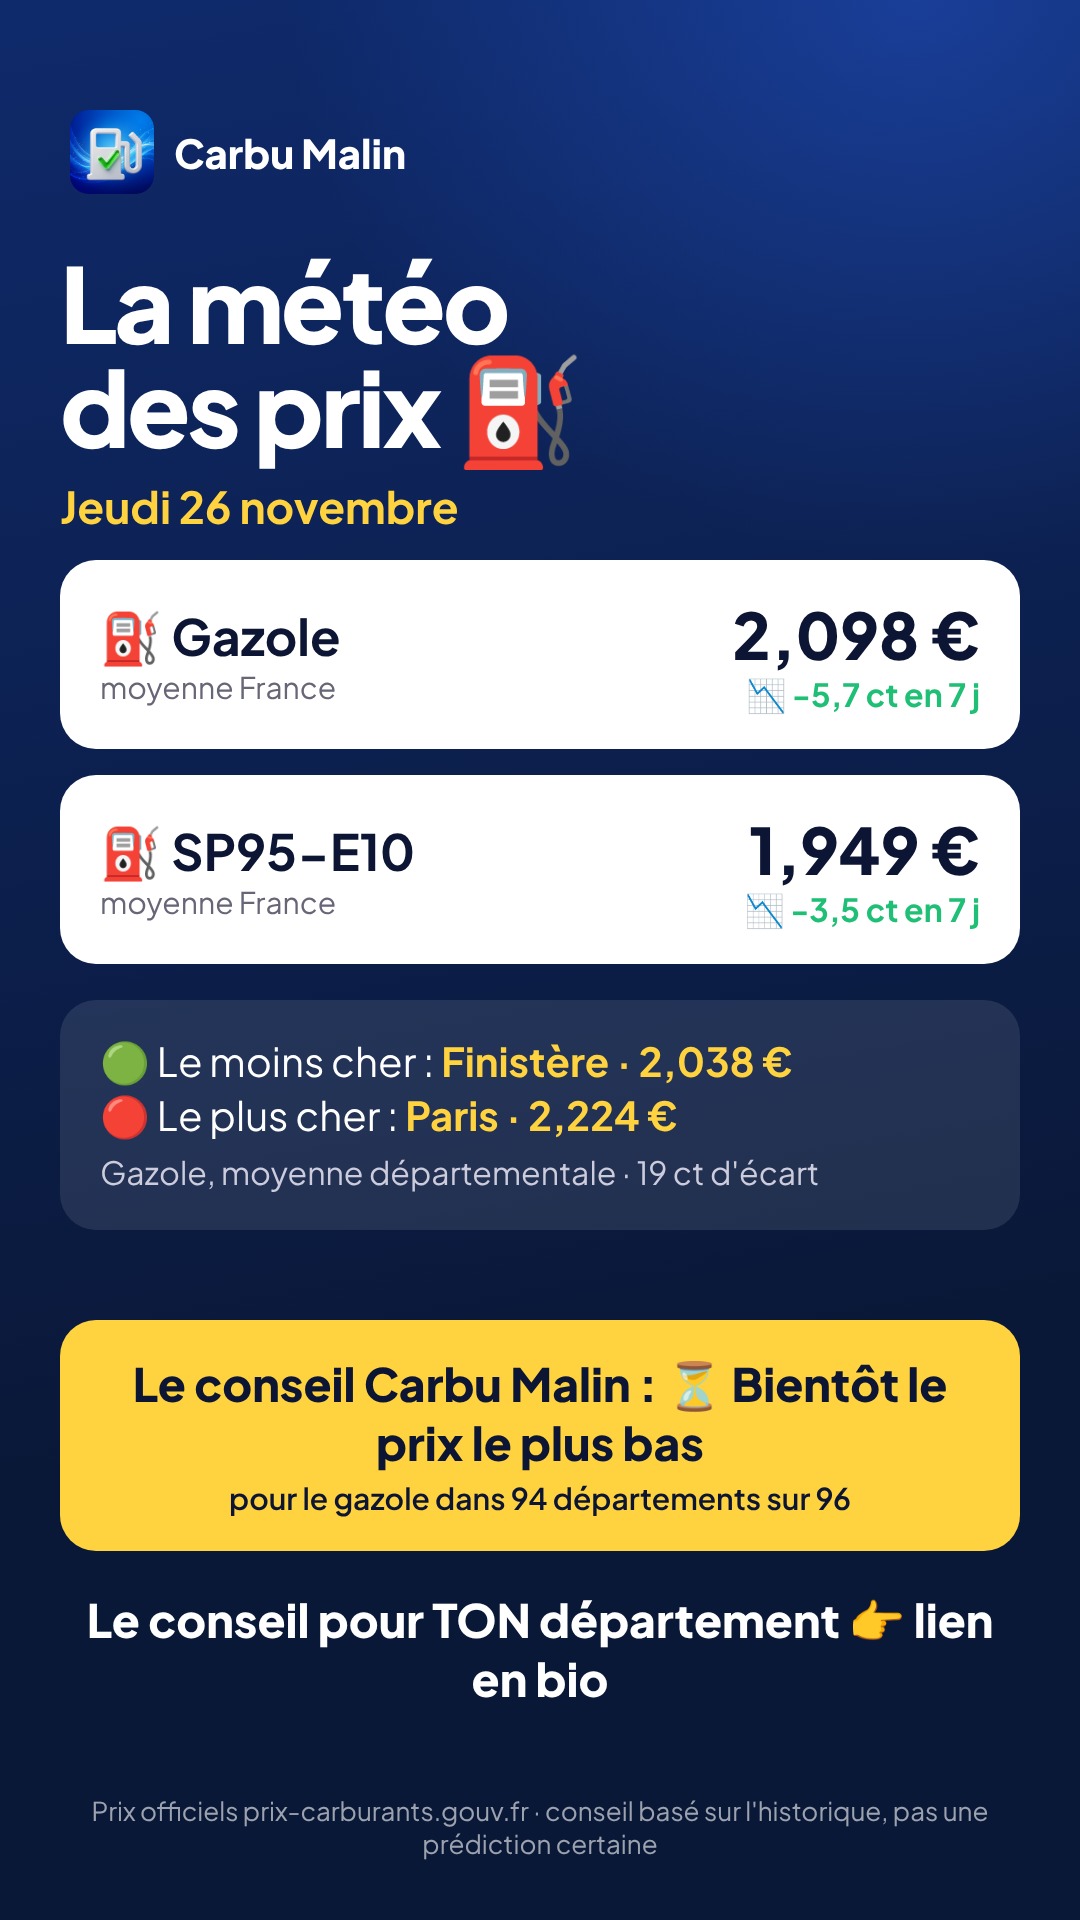 Carbu Malin
La météo
des prix ⛽
Jeudi 26 novembre
⛽ Gazole
moyenne France
2,098 €
📉 -5,7 ct en 7 j
⛽ SP95-E10
moyenne France
1,949 €
📉 -3,5 ct en 7 j
🟢 Le moins cher : Finistère · 2,038 €
🔴 Le plus cher : Paris · 2,224 €
Gazole, moyenne départementale · 19 ct d'écart
Le conseil Carbu Malin : ⏳ Bientôt le
prix le plus bas
pour le gazole dans 94 départements sur 96
Le conseil pour TON département 👉 lien
en bio
Prix officiels prix-carburants.gouv.fr · conseil basé sur l'historique, pas une
prédiction certaine